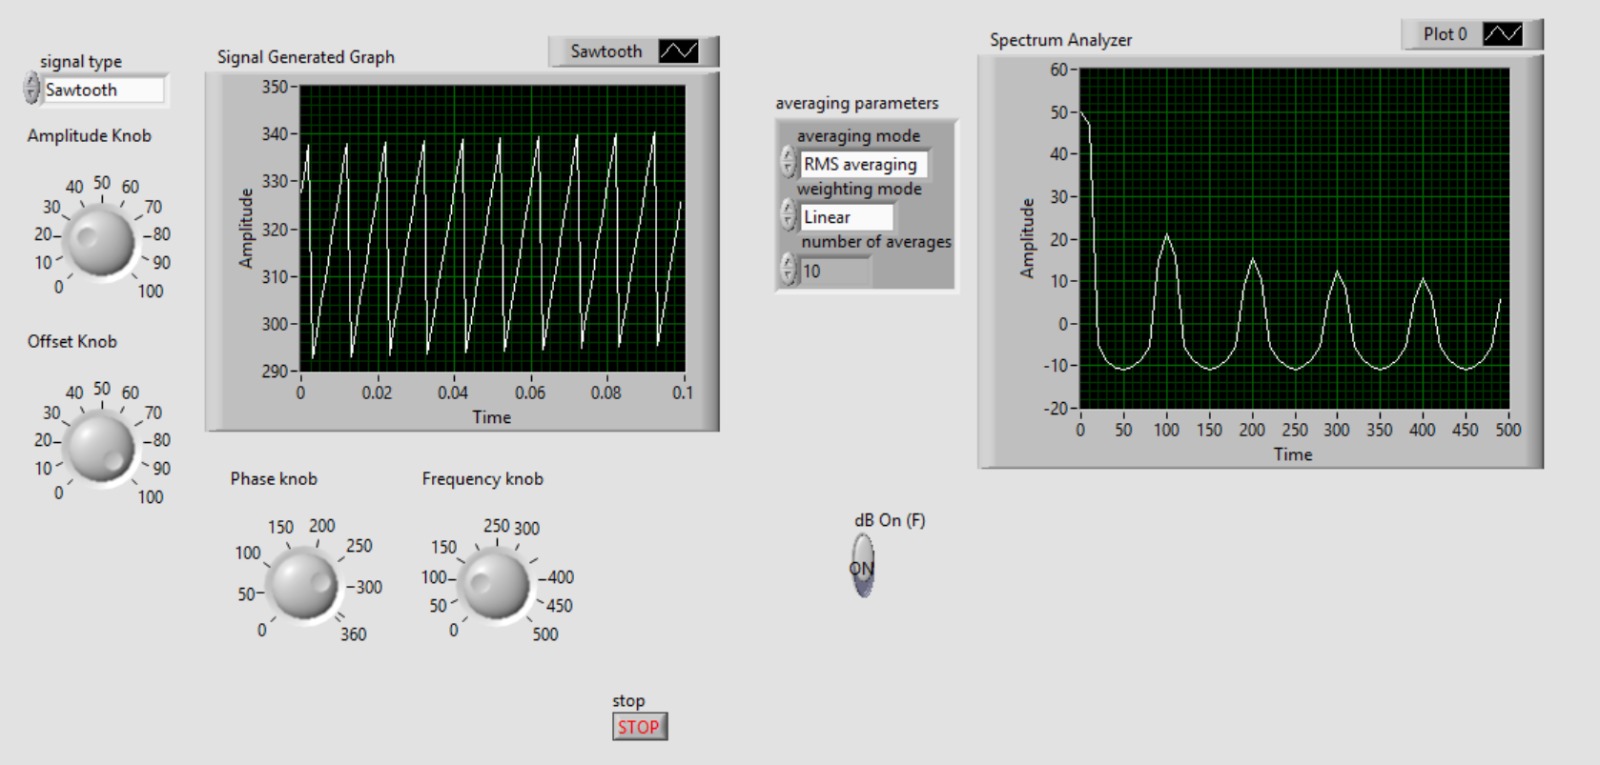 signal type
Sawtooth
Amplitude Knob
0 10 20 30 40 50 60 70 80 90 100
Offset Knob
0 10 20 30 40 50 60 70 80 90 100
Signal Generated Graph
Sawtooth
Amplitude
350
340
330
320
310
300
290
0 0.02 0.04 0.06 0.08 0.1
Time
Phase knob
0 50 100 150 200 250 300 360
Frequency knob
0 50 100 150 250 300 400 450 500
stop
STOP
averaging parameters
averaging mode
RMS averaging
weighting mode
Linear
number of averages
10
dB On (F)
ON
Spectrum Analyzer
Plot 0
Amplitude
60
50
40
30
20
10
0
-10
-20
0 50 100 150 200 250 300 350 400 450 500
Time